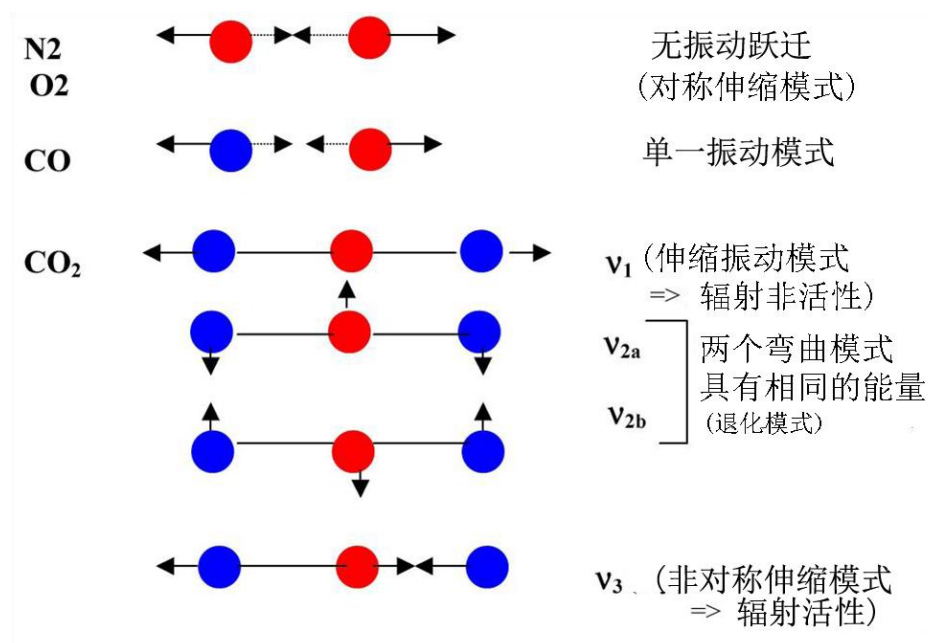 N2 无振动跃迁
O2 (对称伸缩模式)
CO 单一振动模式
CO₂ ν₁ (伸缩振动模式
=> 辐射非活性)
ν₂ₐ 两个弯曲模式
具有相同的能量
ν2b (退化模式)
ν₃ (非对称伸缩模式
=> 辐射活性)